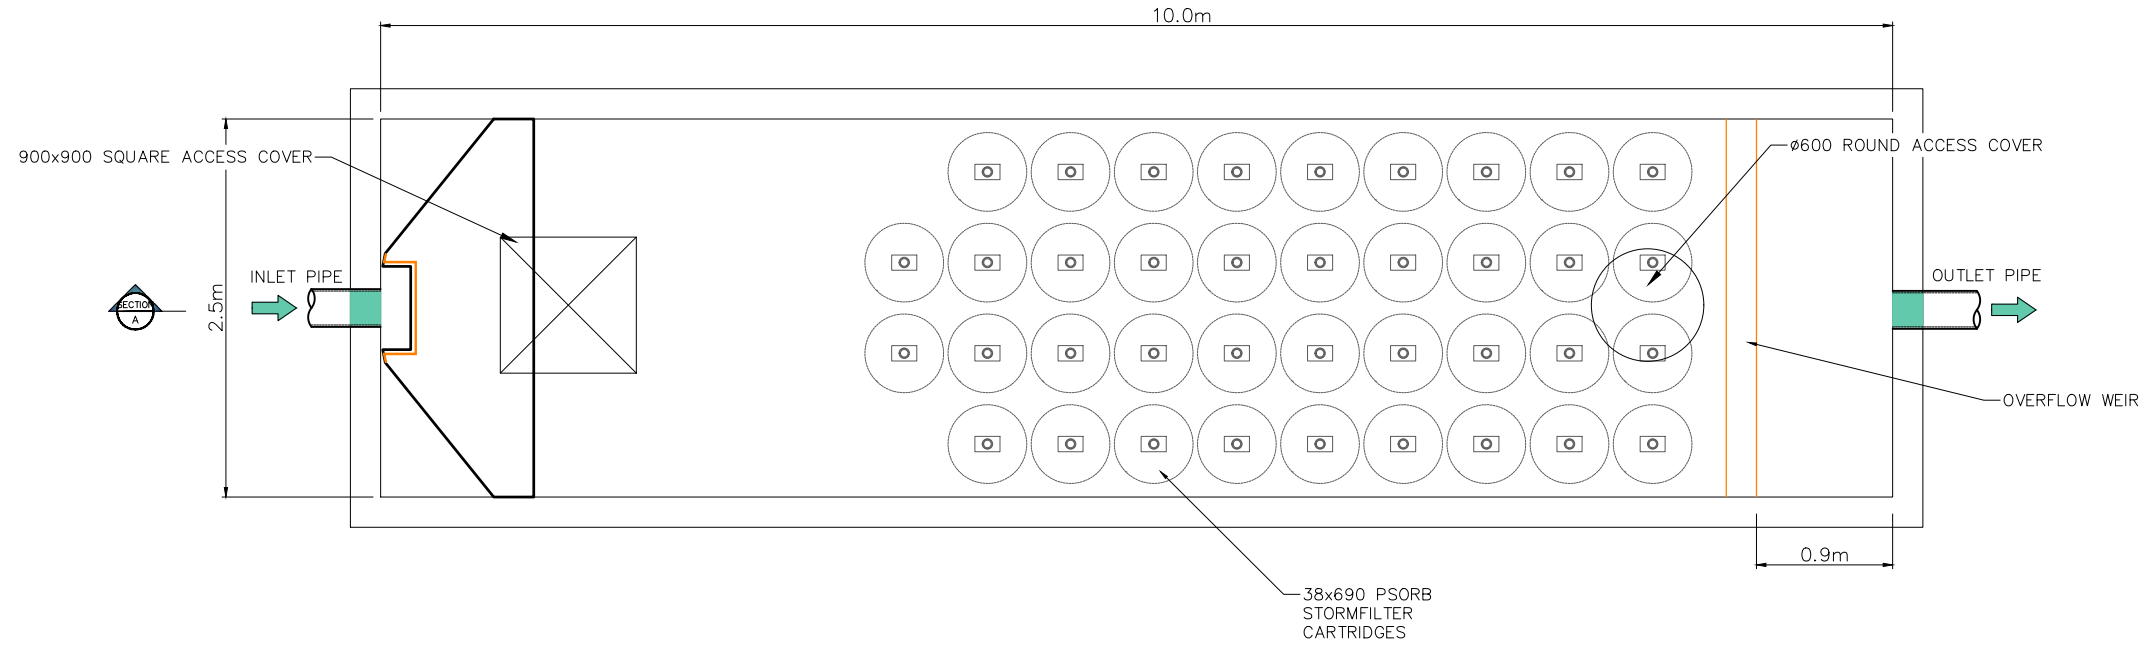 10.0m
900x900 SQUARE ACCESS COVER
ø600 ROUND ACCESS COVER
INLET PIPE
OUTLET PIPE
SECTION
A
2.5m
OVERFLOW WEIR
0.9m
38x690 PSORB
STORMFILTER
CARTRIDGES